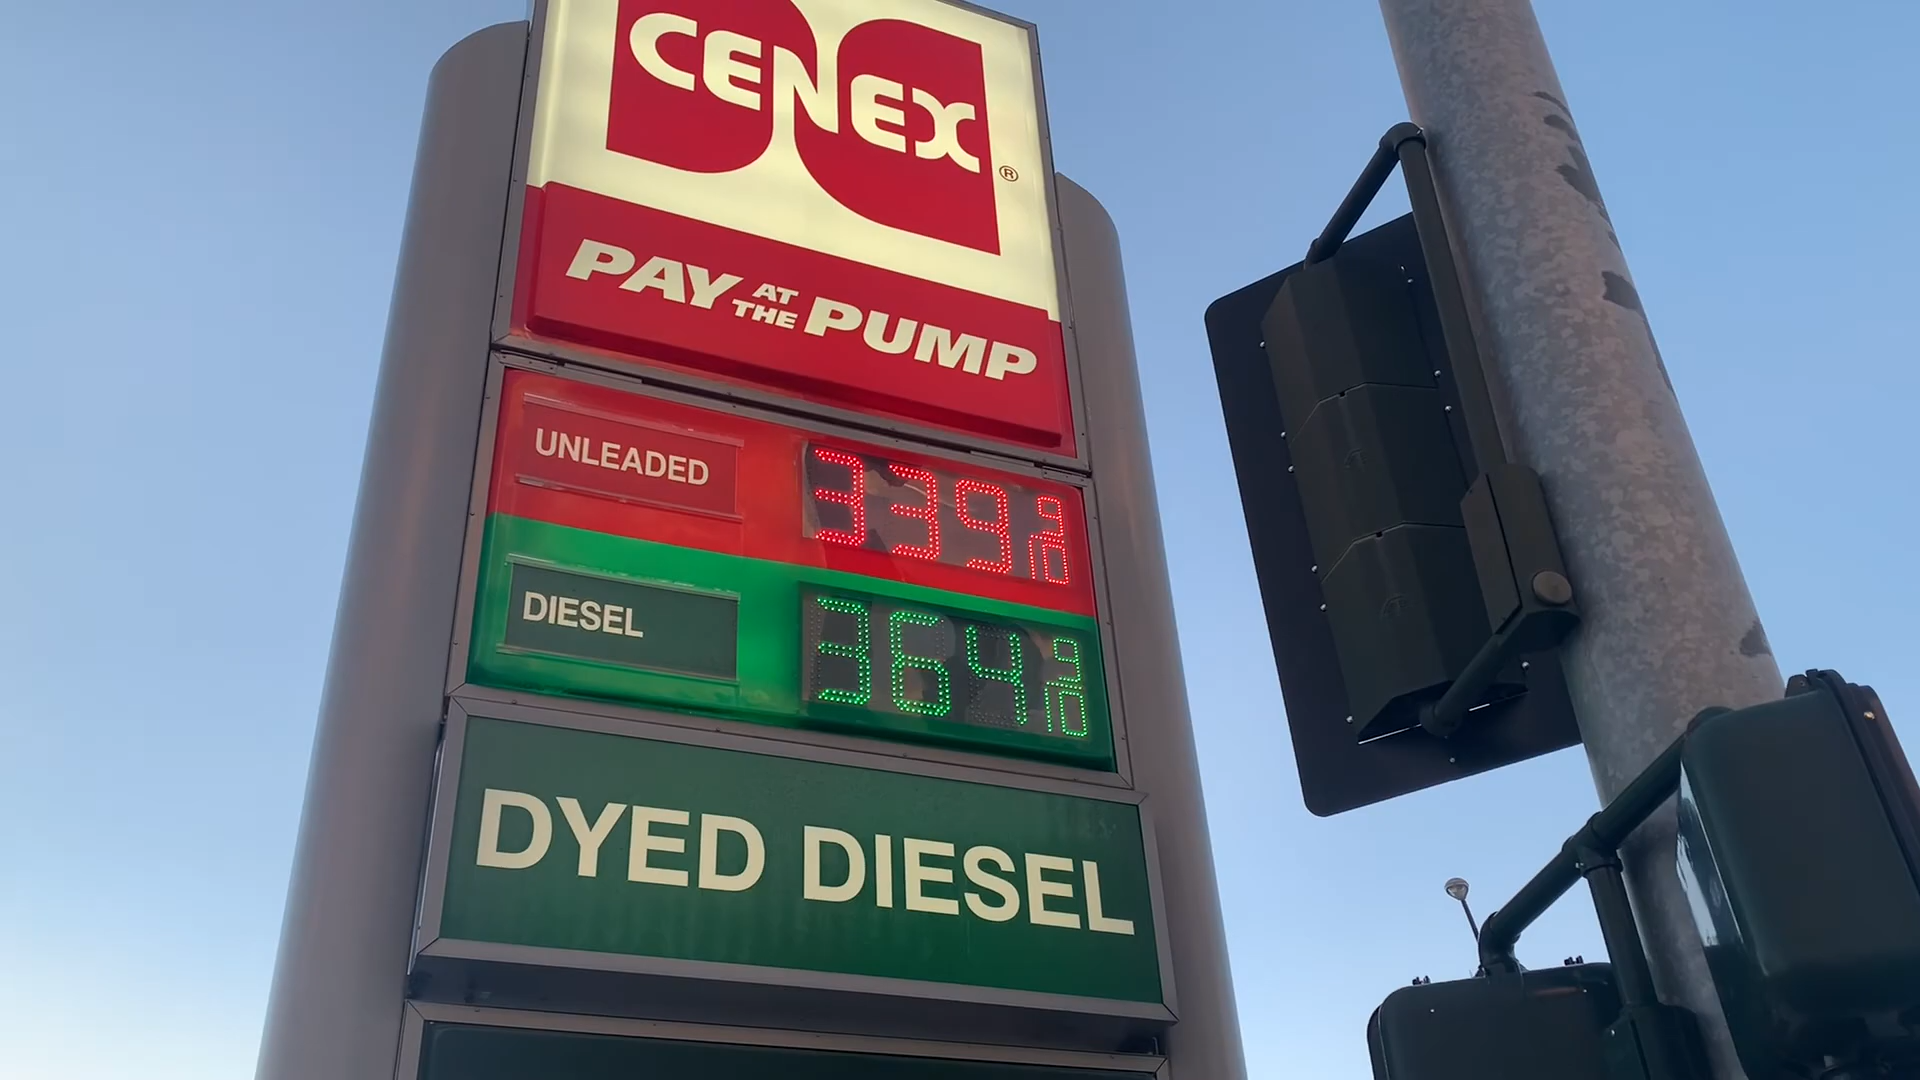 CENEX®
PAY AT THE PUMP
UNLEADED 339 9/10
DIESEL 364 9/10
DYED DIESEL